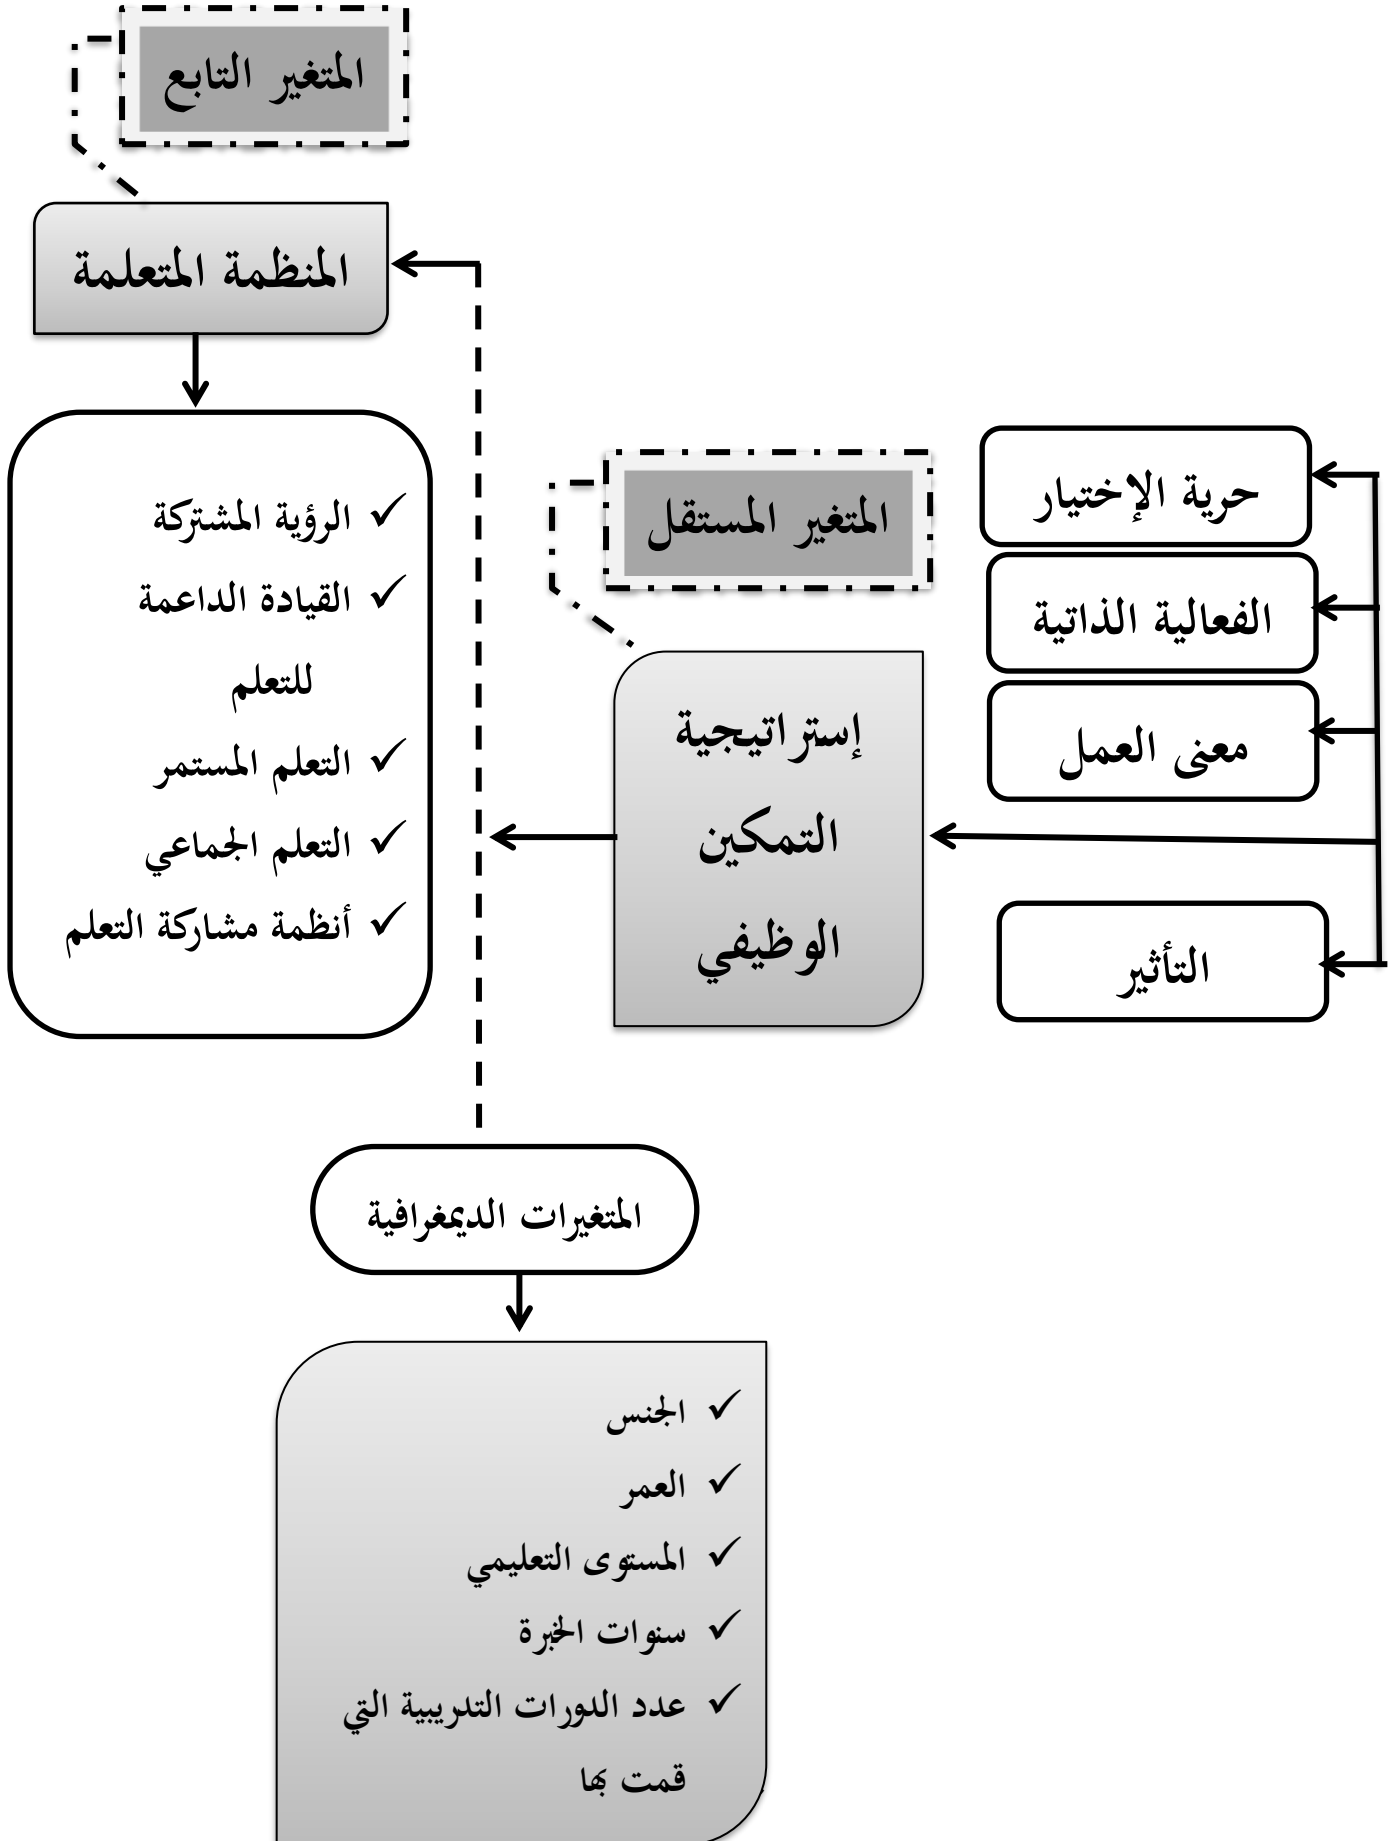 المتغير التابع
المنظمة المتعلمة
الرؤية المشتركة
القيادة الداعمة
للتعلم
التعلم المستمر
التعلم الجماعي
أنظمة مشاركة التعلم
المتغير المستقل
إستراتيجية
التمكين
الوظيفي
حرية الإختيار
الفعالية الذاتية
معنى العمل
التأثير
المتغيرات الديمغرافية
الجنس
العمر
المستوى التعليمي
سنوات الخبرة
عدد الدورات التدريبية التي
قمت بها